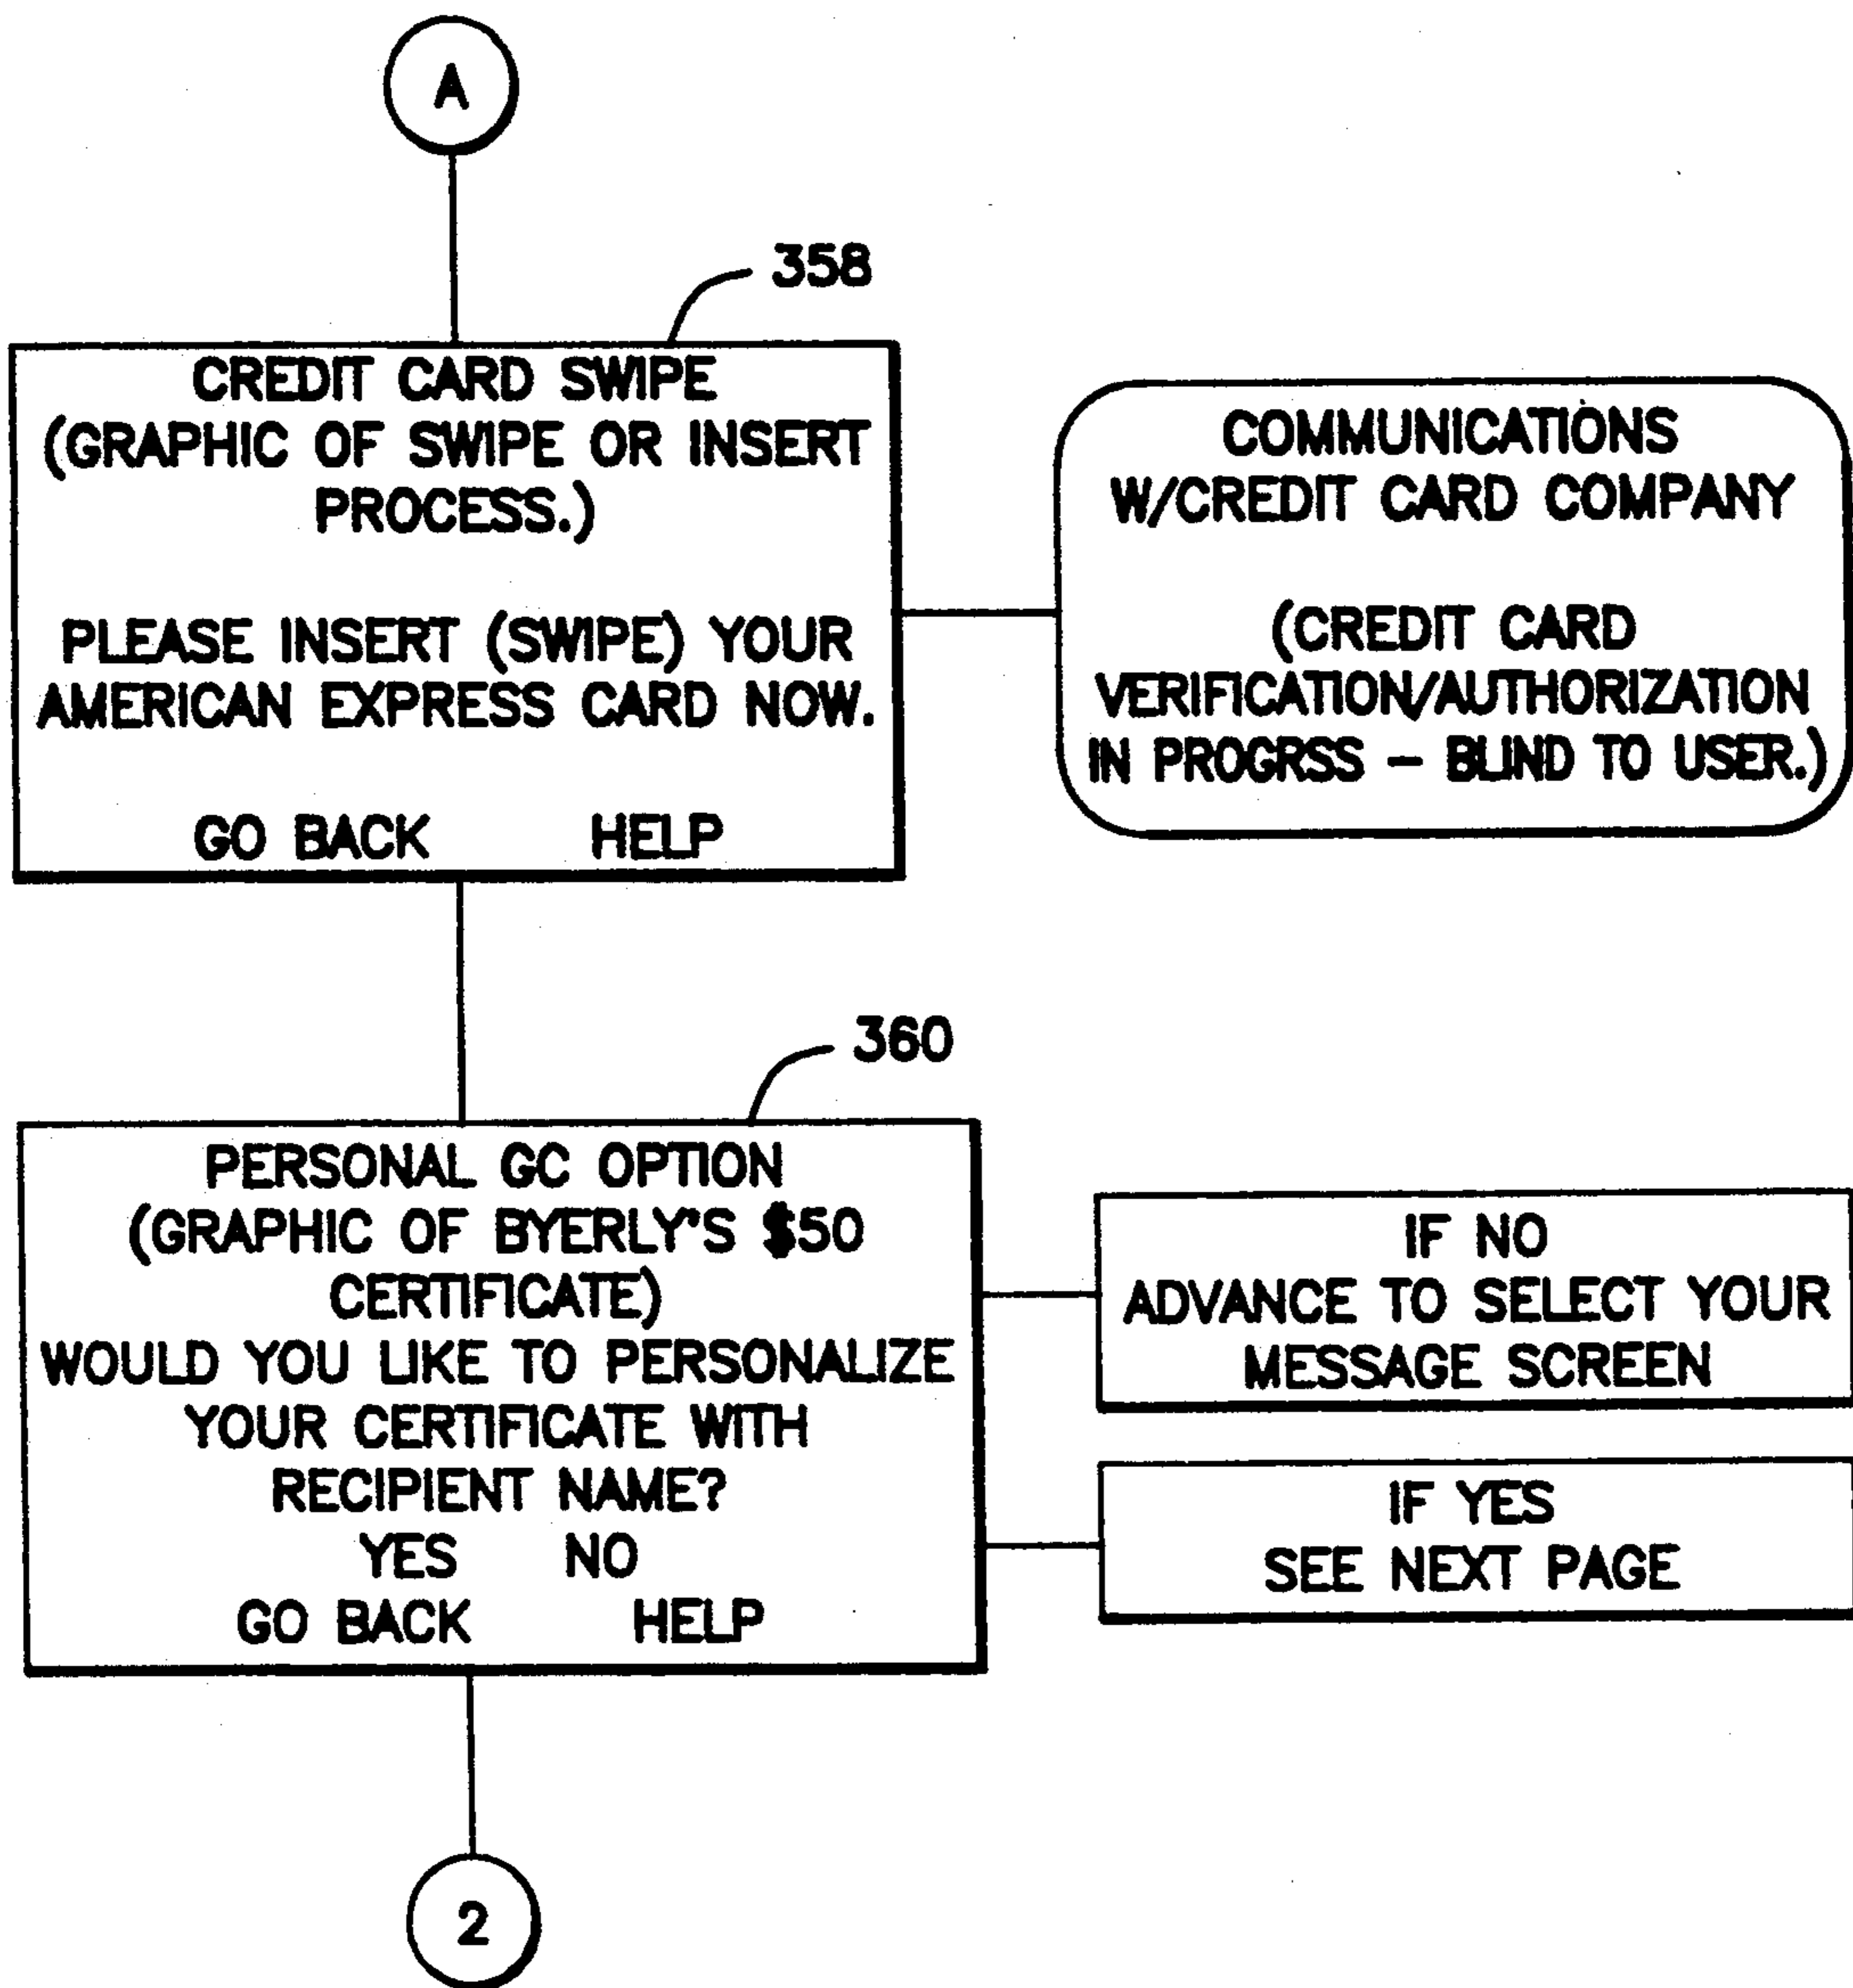 A
358
CREDIT CARD SWIPE
(GRAPHIC OF SWIPE OR INSERT
PROCESS.)
PLEASE INSERT (SWIPE) YOUR
AMERICAN EXPRESS CARD NOW.
GO BACK HELP
COMMUNICATIONS
W/CREDIT CARD COMPANY
(CREDIT CARD
VERIFICATION/AUTHORIZATION
IN PROGRSS – BLIND TO USER.)
360
PERSONAL GC OPTION
(GRAPHIC OF BYERLY'S $50
CERTIFICATE)
WOULD YOU LIKE TO PERSONALIZE
YOUR CERTIFICATE WITH
RECIPIENT NAME?
YES NO
GO BACK HELP
IF NO
ADVANCE TO SELECT YOUR
MESSAGE SCREEN
IF YES
SEE NEXT PAGE
2